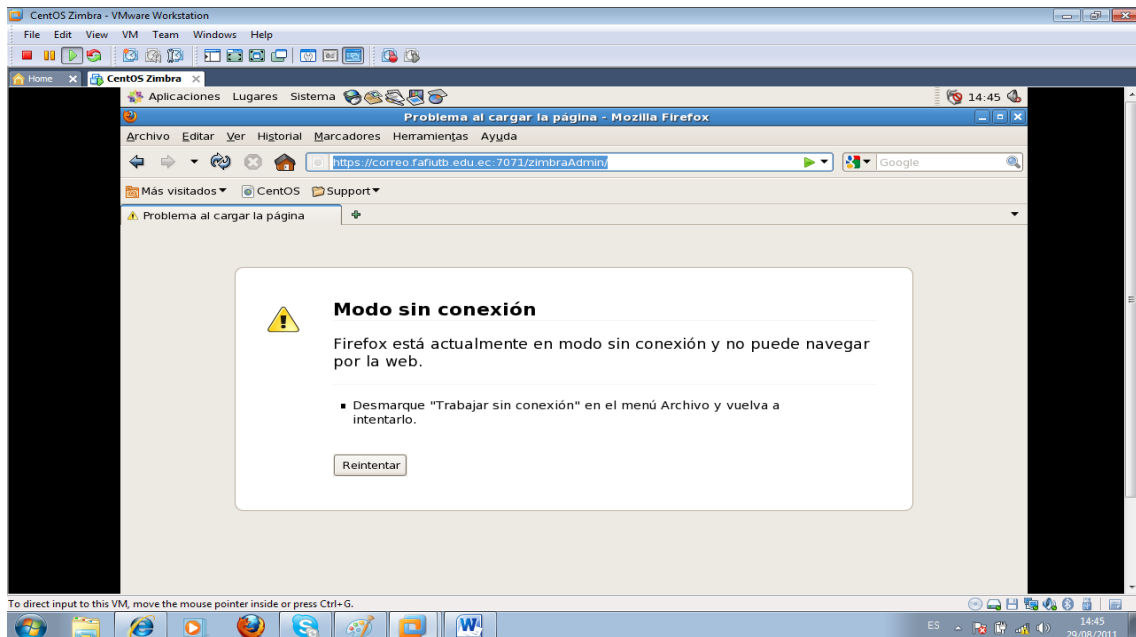 CentOS Zimbra - VMware Workstation
File Edit View VM Team Windows Help
Home CentOS Zimbra
Aplicaciones Lugares Sistema 14:45
Problema al cargar la página - Mozilla Firefox
Archivo Editar Ver Historial Marcadores Herramientas Ayuda
https://correo.fafiutb.edu.ec:7071/zimbraAdmin/ Google
Más visitados CentOS Support
Problema al cargar la página
Modo sin conexión
Firefox está actualmente en modo sin conexión y no puede navegar
por la web.
Desmarque "Trabajar sin conexión" en el menú Archivo y vuelva a
intentarlo.
Reintentar
To direct input to this VM, move the mouse pointer inside or press Ctrl+G.
ES 14:45
29/08/2011